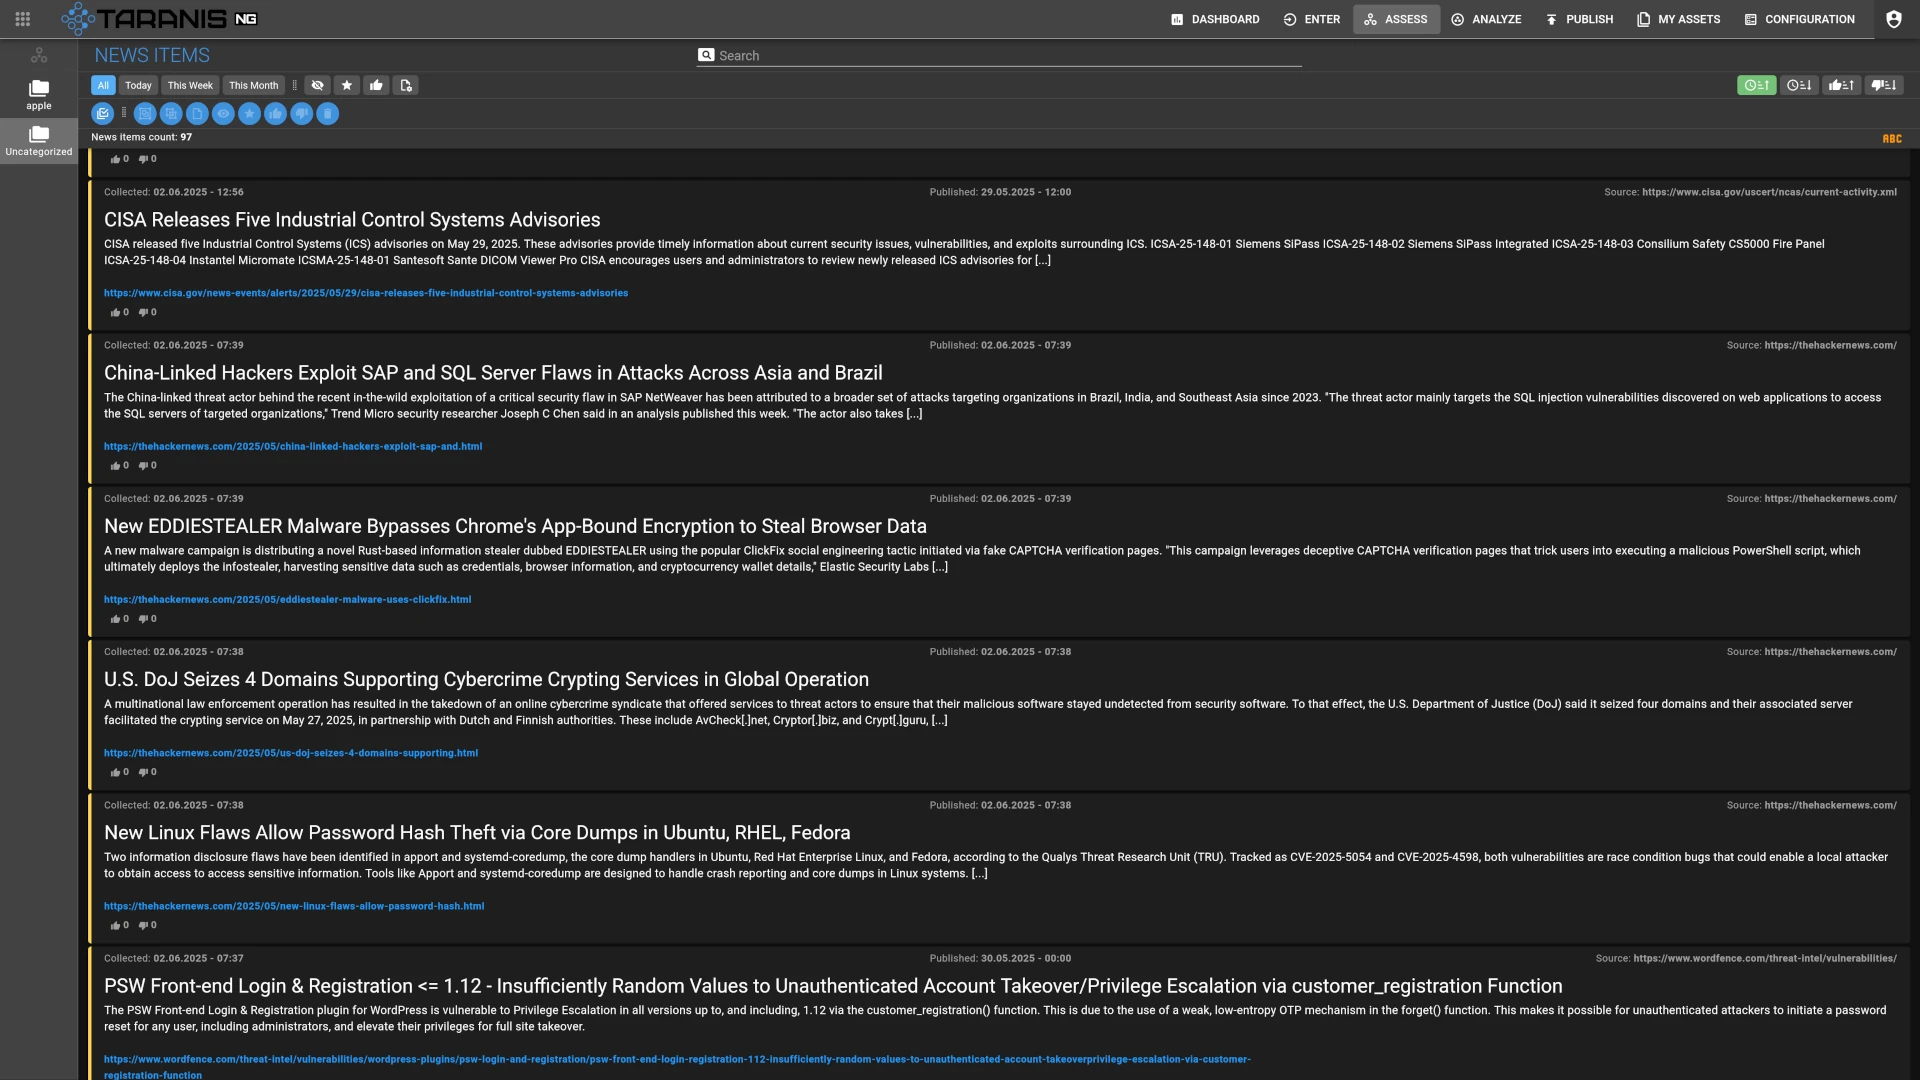 TARANIS NG
DASHBOARD
ENTER
ASSESS
ANALYZE
PUBLISH
MY ASSETS
CONFIGURATION
NEWS ITEMS
Search
apple
Uncategorized
All
Today
This Week
This Month
News items count: 97
ABC
0 0
Collected: 02.06.2025 - 12:56
Published: 29.05.2025 - 12:00
Source: https://www.cisa.gov/uscert/ncas/current-activity.xml
CISA Releases Five Industrial Control Systems Advisories
CISA released five Industrial Control Systems (ICS) advisories on May 29, 2025. These advisories provide timely information about current security issues, vulnerabilities, and exploits surrounding ICS. ICSA-25-148-01 Siemens SiPass ICSA-25-148-02 Siemens SiPass Integrated ICSA-25-148-03 Consilium Safety CS5000 Fire Panel
ICSA-25-148-04 Instantel Micromate ICSMA-25-148-01 Santesoft Sante DICOM Viewer Pro CISA encourages users and administrators to review newly released ICS advisories for [...]
https://www.cisa.gov/news-events/alerts/2025/05/29/cisa-releases-five-industrial-control-systems-advisories
0 0
Collected: 02.06.2025 - 07:39
Published: 02.06.2025 - 07:39
Source: https://thehackernews.com/
China-Linked Hackers Exploit SAP and SQL Server Flaws in Attacks Across Asia and Brazil
The China-linked threat actor behind the recent in-the-wild exploitation of a critical security flaw in SAP NetWeaver has been attributed to a broader set of attacks targeting organizations in Brazil, India, and Southeast Asia since 2023. "The threat actor mainly targets the SQL injection vulnerabilities discovered on web applications to access
the SQL servers of targeted organizations," Trend Micro security researcher Joseph C Chen said in an analysis published this week. "The actor also takes [...]
https://thehackernews.com/2025/05/china-linked-hackers-exploit-sap-and.html
0 0
Collected: 02.06.2025 - 07:39
Published: 02.06.2025 - 07:39
Source: https://thehackernews.com/
New EDDIESTEALER Malware Bypasses Chrome's App-Bound Encryption to Steal Browser Data
A new malware campaign is distributing a novel Rust-based information stealer dubbed EDDIESTEALER using the popular ClickFix social engineering tactic initiated via fake CAPTCHA verification pages. "This campaign leverages deceptive CAPTCHA verification pages that trick users into executing a malicious PowerShell script, which
ultimately deploys the infostealer, harvesting sensitive data such as credentials, browser information, and cryptocurrency wallet details," Elastic Security Labs [...]
https://thehackernews.com/2025/05/eddiestealer-malware-uses-clickfix.html
0 0
Collected: 02.06.2025 - 07:38
Published: 02.06.2025 - 07:38
Source: https://thehackernews.com/
U.S. DoJ Seizes 4 Domains Supporting Cybercrime Crypting Services in Global Operation
A multinational law enforcement operation has resulted in the takedown of an online cybercrime syndicate that offered services to threat actors to ensure that their malicious software stayed undetected from security software. To that effect, the U.S. Department of Justice (DoJ) said it seized four domains and their associated server
facilitated the crypting service on May 27, 2025, in partnership with Dutch and Finnish authorities. These include AvCheck[.]net, Cryptor[.]biz, and Crypt[.]guru, [...]
https://thehackernews.com/2025/05/us-doj-seizes-4-domains-supporting.html
0 0
Collected: 02.06.2025 - 07:38
Published: 02.06.2025 - 07:38
Source: https://thehackernews.com/
New Linux Flaws Allow Password Hash Theft via Core Dumps in Ubuntu, RHEL, Fedora
Two information disclosure flaws have been identified in apport and systemd-coredump, the core dump handlers in Ubuntu, Red Hat Enterprise Linux, and Fedora, according to the Qualys Threat Research Unit (TRU). Tracked as CVE-2025-5054 and CVE-2025-4598, both vulnerabilities are race condition bugs that could enable a local attacker
to obtain access to access sensitive information. Tools like Apport and systemd-coredump are designed to handle crash reporting and core dumps in Linux systems. [...]
https://thehackernews.com/2025/05/new-linux-flaws-allow-password-hash.html
0 0
Collected: 02.06.2025 - 07:37
Published: 30.05.2025 - 00:00
Source: https://www.wordfence.com/threat-intel/vulnerabilities/
PSW Front-end Login & Registration <= 1.12 - Insufficiently Random Values to Unauthenticated Account Takeover/Privilege Escalation via customer_registration Function
The PSW Front-end Login & Registration plugin for WordPress is vulnerable to Privilege Escalation in all versions up to, and including, 1.12 via the customer_registration() function. This is due to the use of a weak, low-entropy OTP mechanism in the forget() function. This makes it possible for unauthenticated attackers to initiate a password
reset for any user, including administrators, and elevate their privileges for full site takeover.
https://www.wordfence.com/threat-intel/vulnerabilities/wordpress-plugins/psw-login-and-registration/psw-front-end-login-registration-112-insufficiently-random-values-to-unauthenticated-account-takeoverprivilege-escalation-via-customer-
registration-function